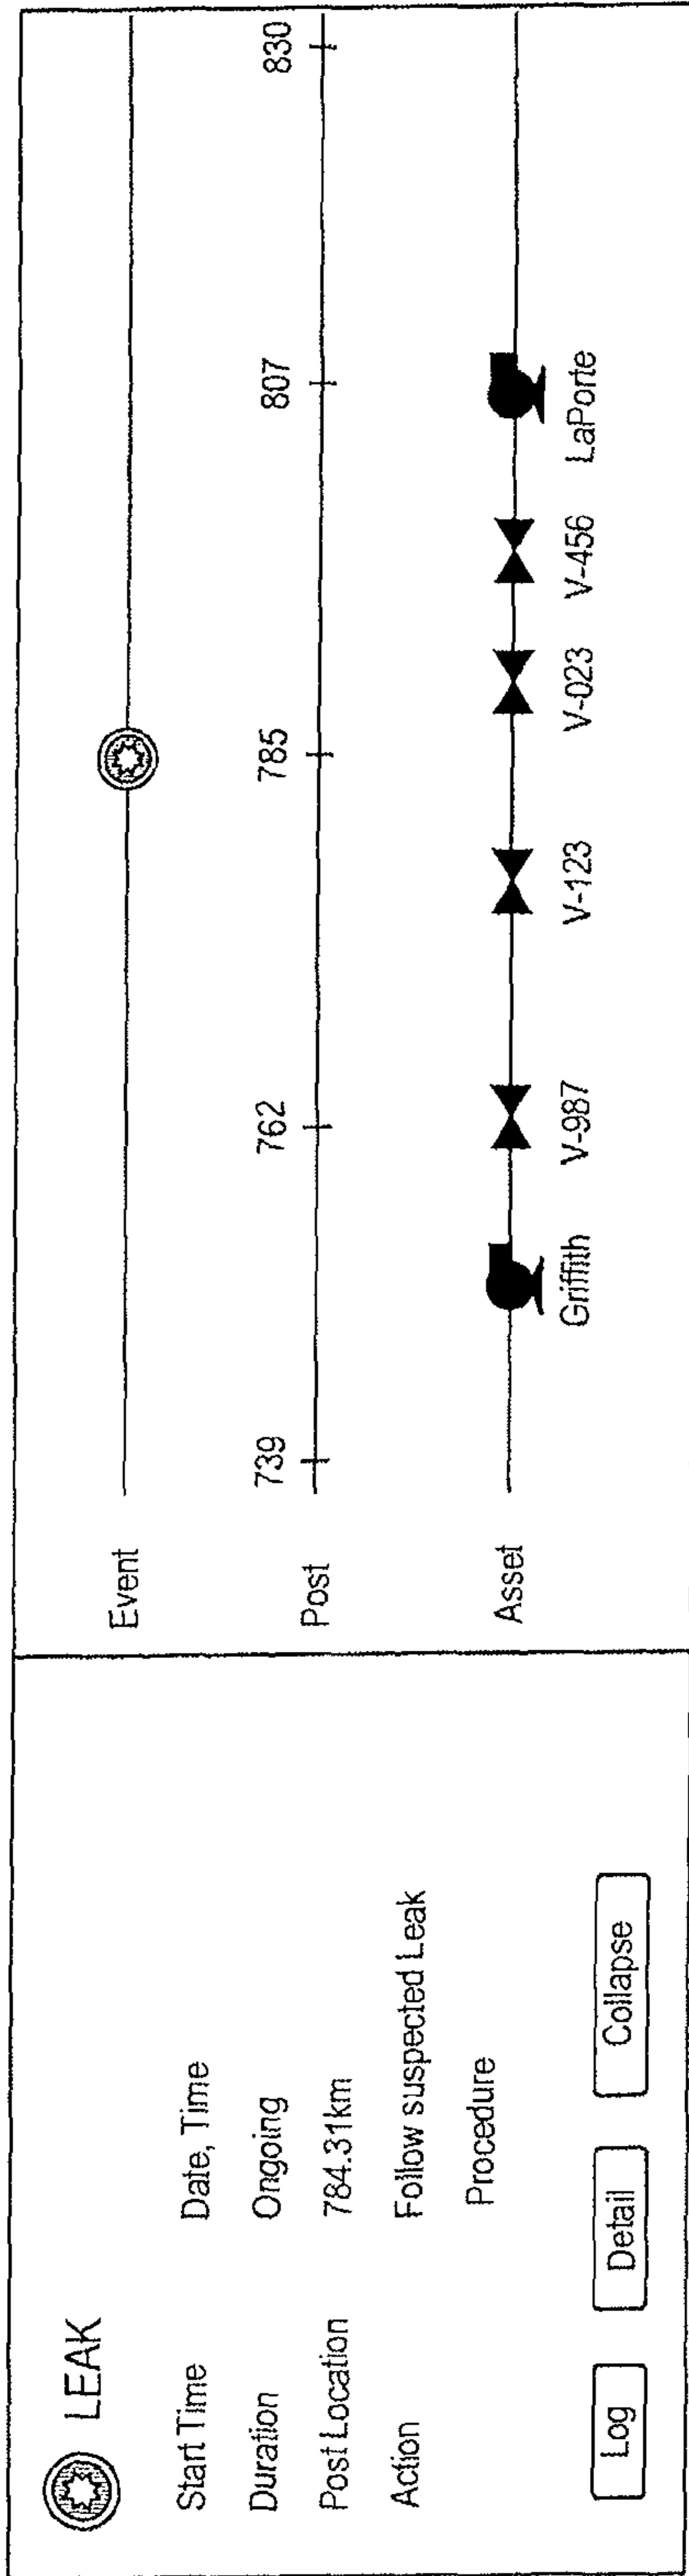 LEAK
Start Time Date, Time
Duration Ongoing
Post Location 784.31km
Action Follow suspected Leak
Procedure
Log Detail Collapse
Event
Post 739 762 785 807 830
Asset
Griffith V-987 V-123 V-023 V-456 LaPorte